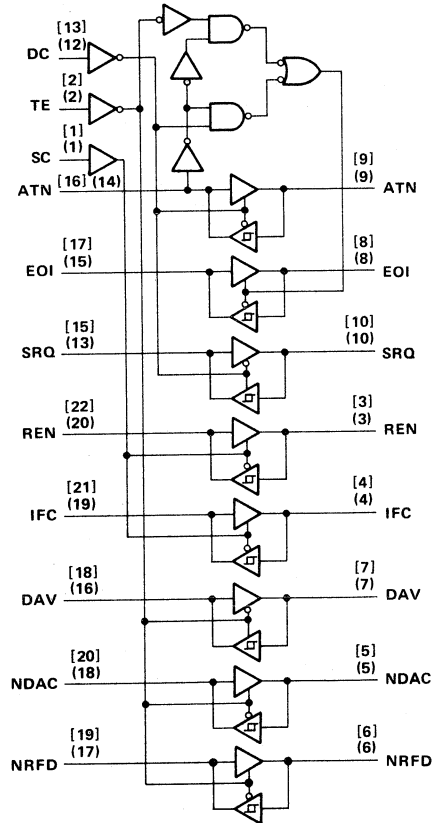 [13]
DC (12)
[2]
TE (2)
[1]
SC (1)
ATN [16] (14) [9] (9) ATN
[17] [8]
EOI (15) (8) EOI
[15] [10]
SRQ (13) (10) SRQ
[22] [3]
REN (20) (3) REN
[21] [4]
IFC (19) (4) IFC
[18] [7]
DAV (16) (7) DAV
[20] [5]
NDAC (18) (5) NDAC
[19] [6]
NRFD (17) (6) NRFD